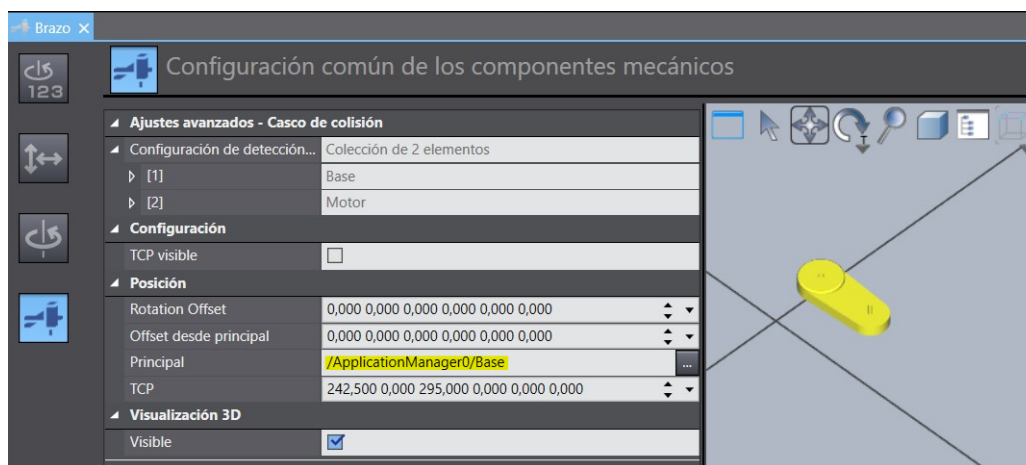 Brazo
123
Configuración común de los componentes mecánicos
Ajustes avanzados - Casco de colisión
Configuración de detección... Colección de 2 elementos
[1] Base
[2] Motor
Configuración
TCP visible
Posición
Rotation Offset 0,000 0,000 0,000 0,000 0,000 0,000
Offset desde principal 0,000 0,000 0,000 0,000 0,000 0,000
Principal /ApplicationManager0/Base ...
TCP 242,500 0,000 295,000 0,000 0,000 0,000
Visualización 3D
Visible